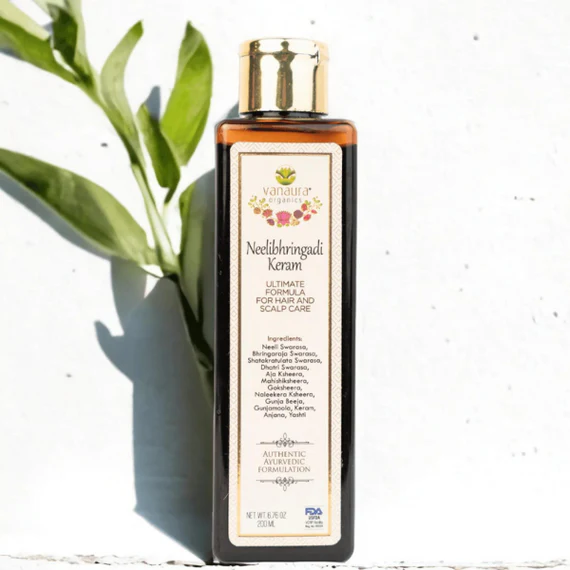 vanaura®
organics
Neelibhringadi
Keram
ULTIMATE
FORMULA
FOR HAIR AND
SCALP CARE
Ingredients:
Neeli Swarasa,
Bhringaraja Swarasa,
Shatakratulata Swarasa,
Dhatri Swarasa,
Aja Ksheera,
Mahishiksheera,
Goksheera,
Naleekera Ksheera,
Gunja Beeja,
Gunjamoola, Keram,
Anjana, Yashti
AUTHENTIC
AYURVEDIC
FORMULATION
NET WT. 6.76 OZ
200 ML
FDA